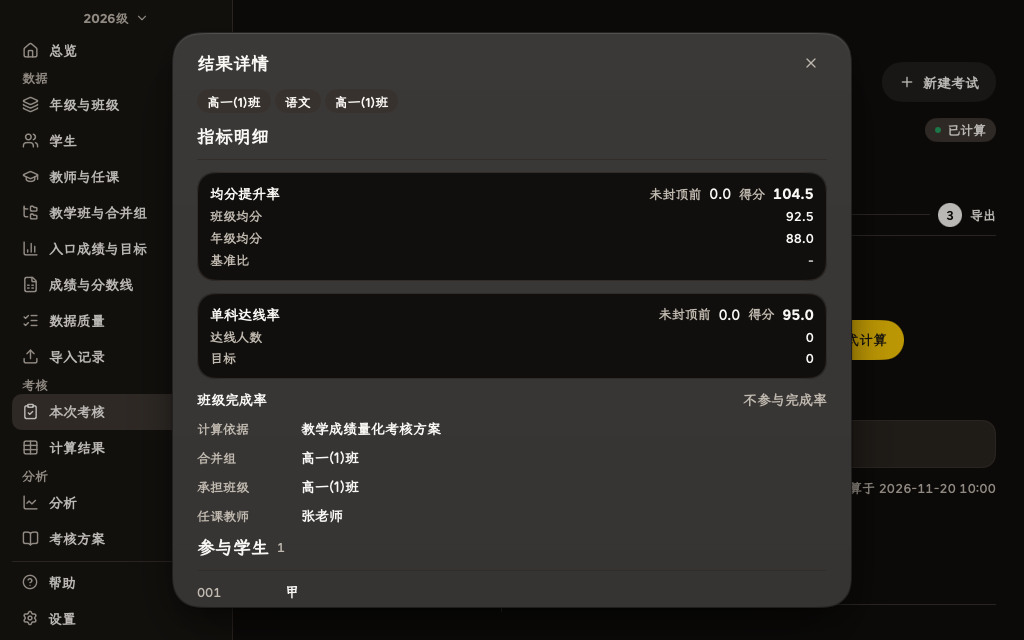 2026级
总览
数据
年级与班级
学生
教师与任课
教学班与合并组
入口成绩与目标
成绩与分数线
数据质量
导入记录
考核
本次考核
计算结果
分析
分析
考核方案
帮助
设置
结果详情
高一(1)班 语文 高一(1)班
指标明细
均分提升率 未封顶前 0.0 得分 104.5
班级均分 92.5
年级均分 88.0
基准比 -
单科达线率 未封顶前 0.0 得分 95.0
达线人数 0
目标 0
班级完成率 不参与完成率
计算依据 教学成绩量化考核方案
合并组 高一(1)班
承担班级 高一(1)班
任课教师 张老师
参与学生 1
001 甲
新建考试
已计算
3 导出
式计算
算于 2026-11-20 10:00